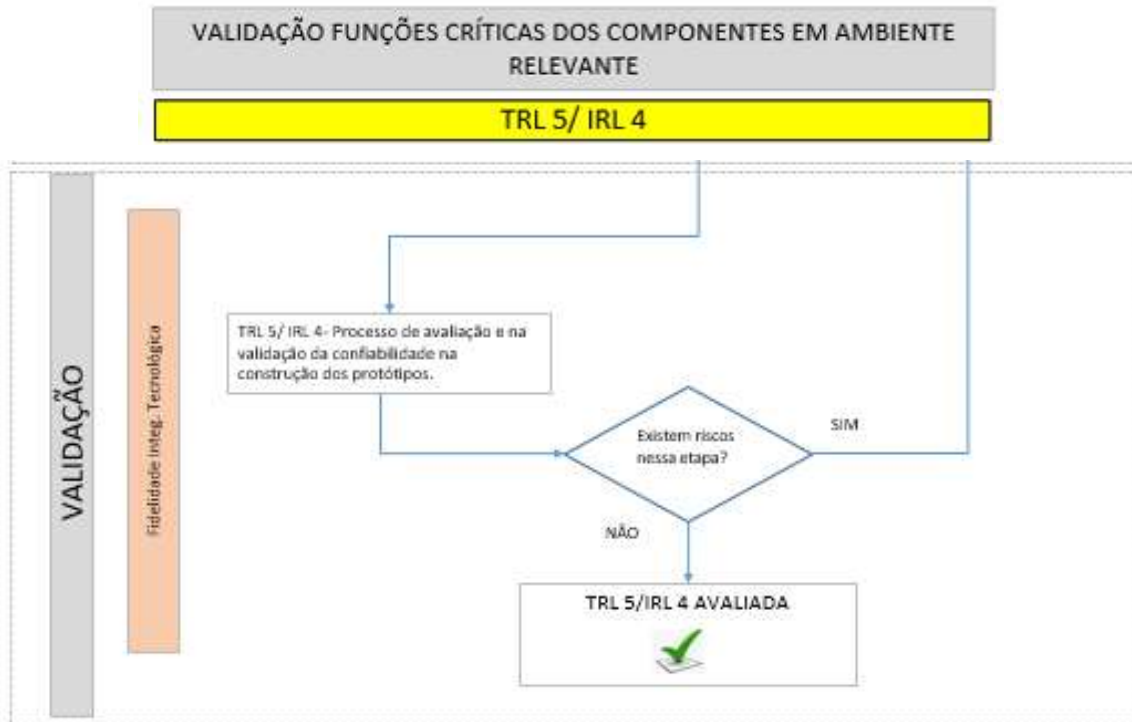 VALIDAÇÃO FUNÇÕES CRÍTICAS DOS COMPONENTES EM AMBIENTE
RELEVANTE
TRL 5/ IRL 4
VALIDAÇÃO
Fidelidade Integ. Tecnológica
TRL 5/ IRL 4- Processo de avaliação e na
validação da confiabilidade na
construção dos protótipos.
Existem riscos
nessa etapa?
SIM
NÃO
TRL 5/IRL 4 AVALIADA